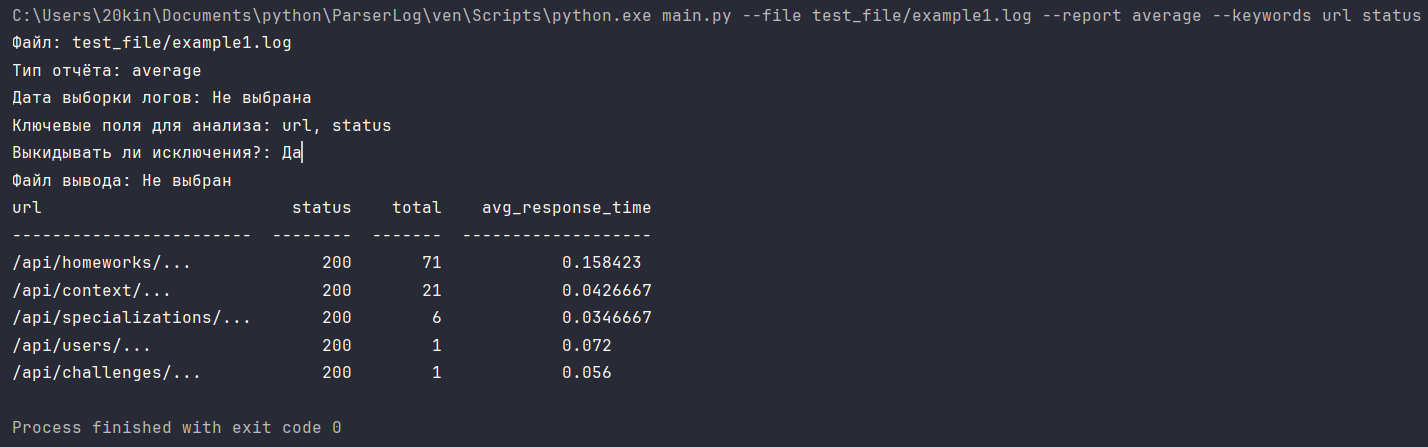 C:\Users\20kin\Documents\python\ParserLog\ven\Scripts\python.exe main.py --file test_file/example1.log --report average --keywords url status
Файл: test_file/example1.log
Тип отчёта: average
Дата выборки логов: Не выбрана
Ключевые поля для анализа: url, status
Выкидывать ли исключения?: Да
Файл вывода: Не выбран
url                         status    total    avg_response_time
------------------------  --------  -------  -------------------
/api/homeworks/...             200       71            0.158423
/api/context/...               200       21            0.0426667
/api/specializations/...       200        6            0.0346667
/api/users/...                 200        1            0.072
/api/challenges/...            200        1            0.056
Process finished with exit code 0